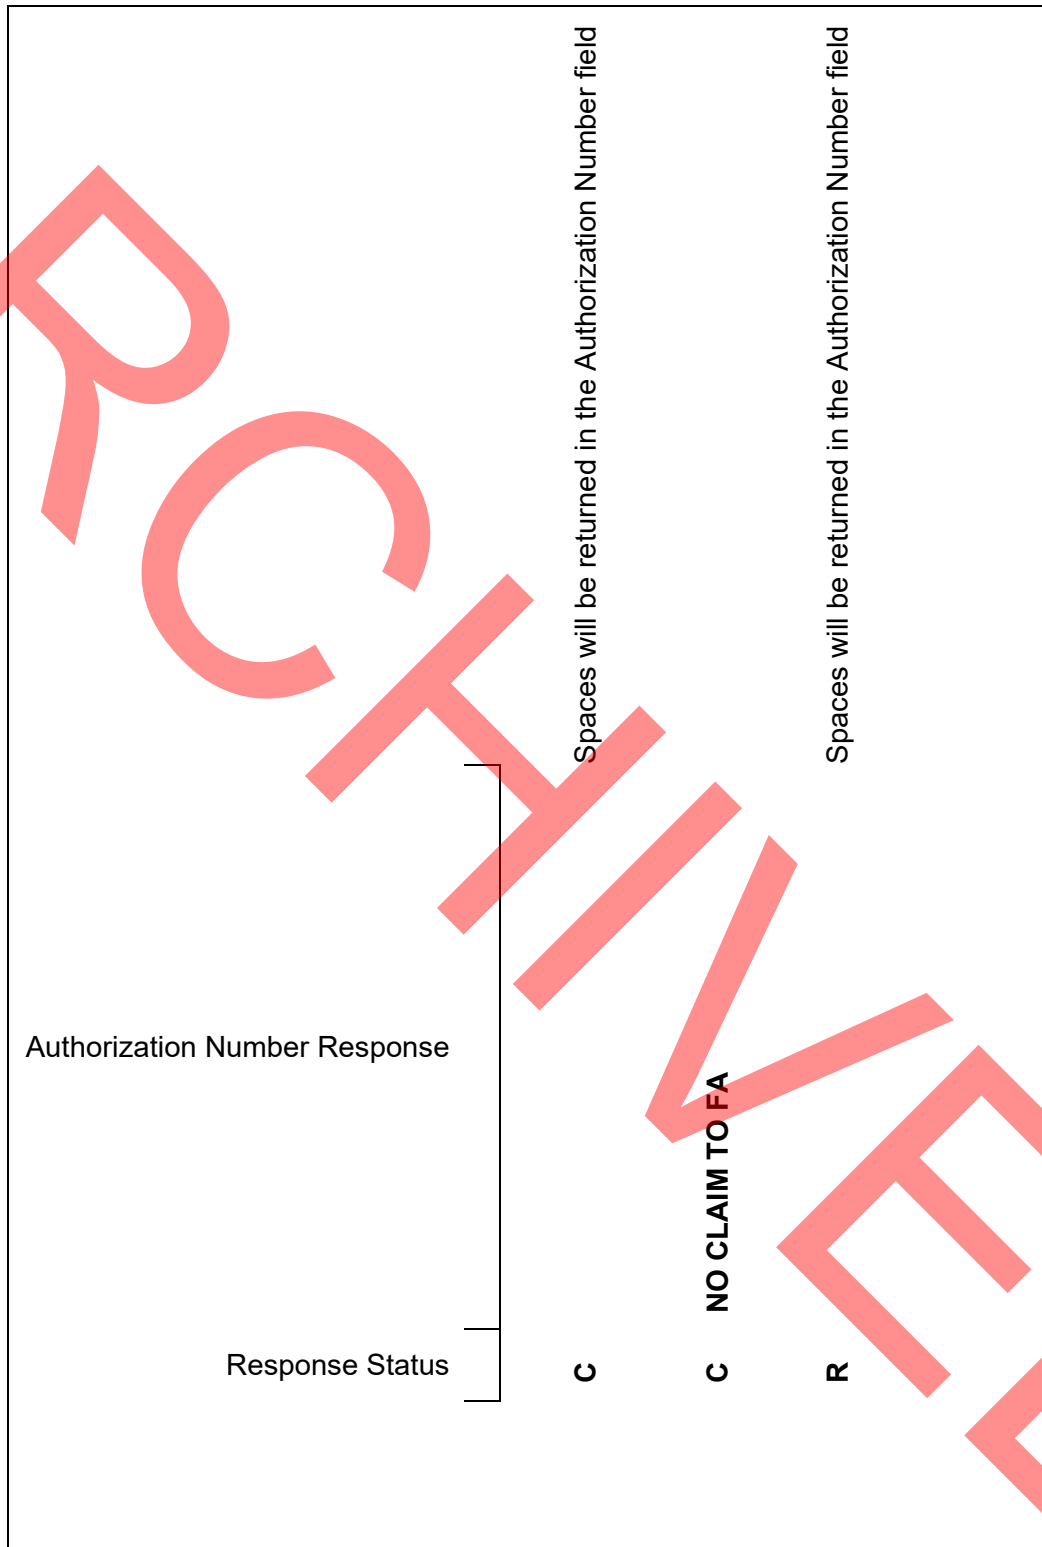 Authorization Number Response
Response Status
C Spaces will be returned in the Authorization Number field
C NO CLAIM TO FA
R Spaces will be returned in the Authorization Number field
RCHIVE